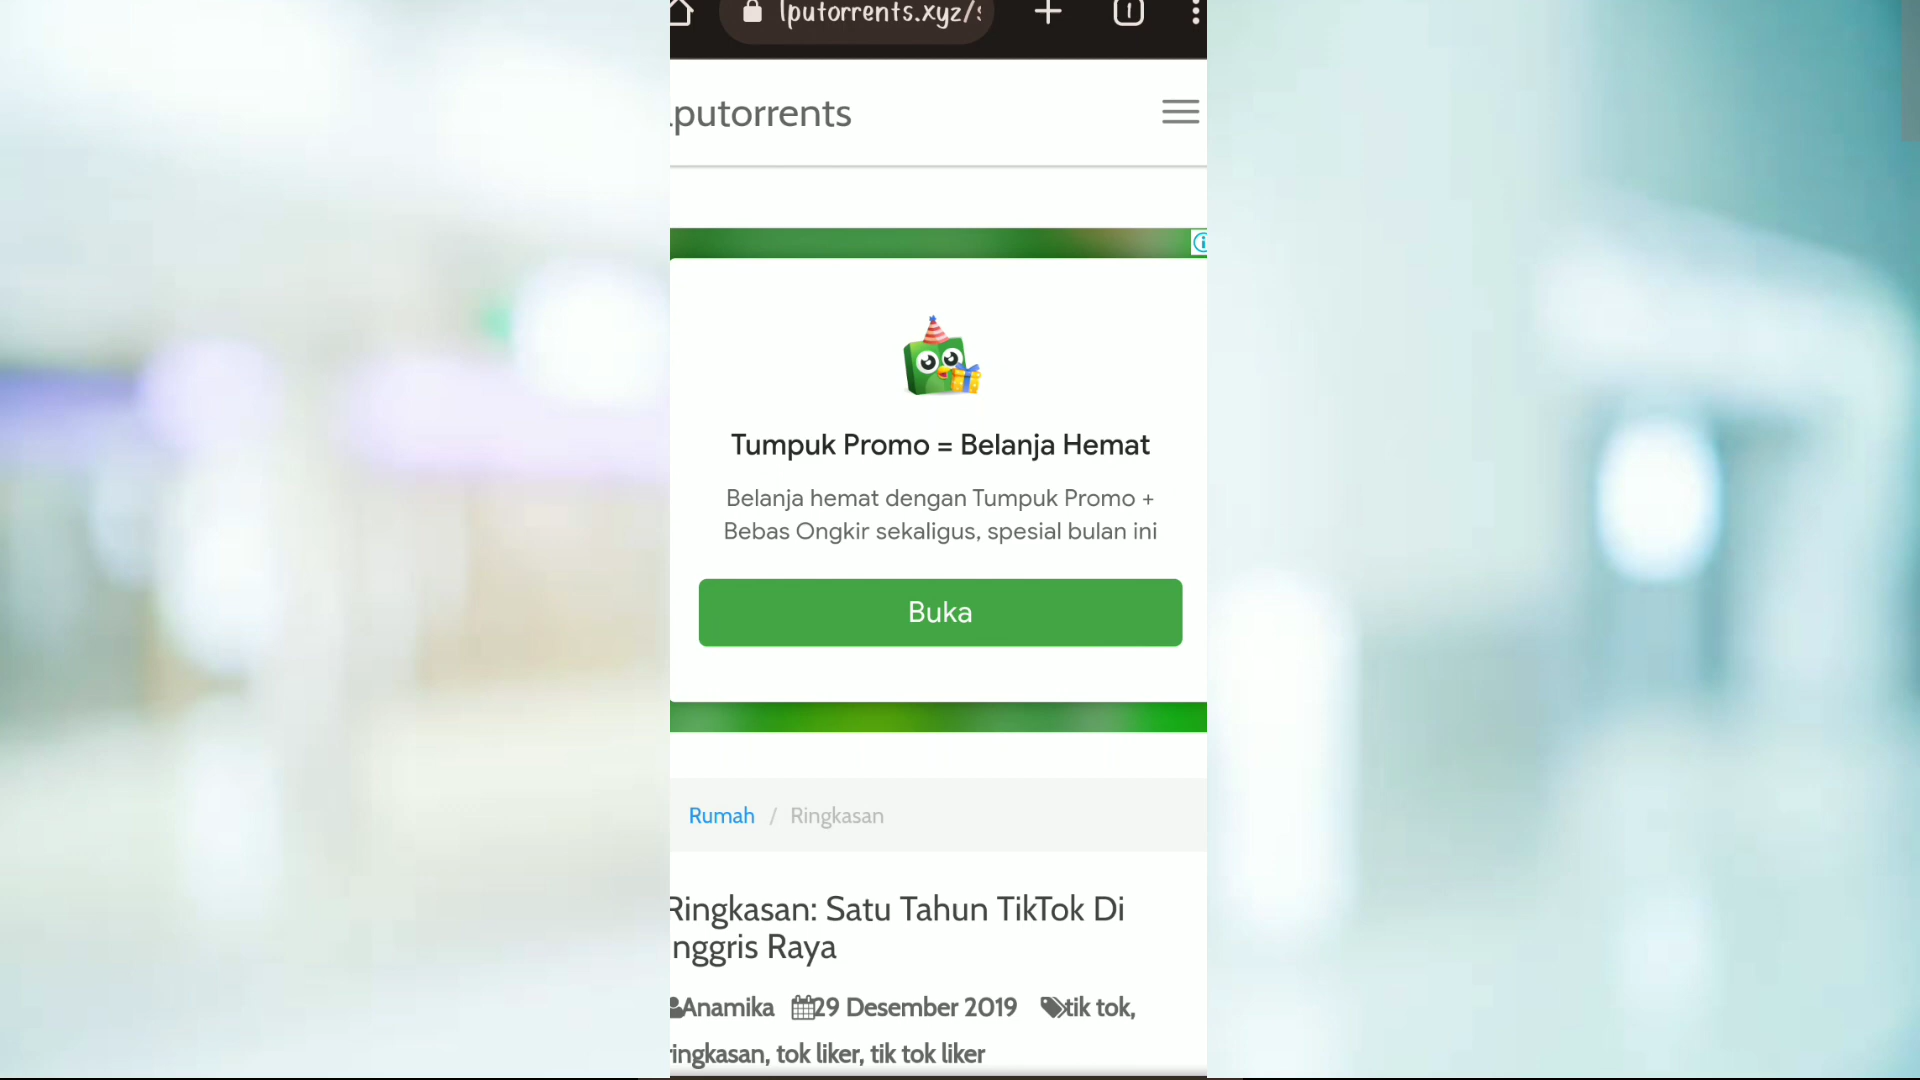 lputorrents.xyz/s
lputorrents
Tumpuk Promo = Belanja Hemat
Belanja hemat dengan Tumpuk Promo +
Bebas Ongkir sekaligus, spesial bulan ini
Buka
Rumah / Ringkasan
Ringkasan: Satu Tahun TikTok Di
nggris Raya
Anamika 29 Desember 2019 tik tok,
ringkasan, tok liker, tik tok liker